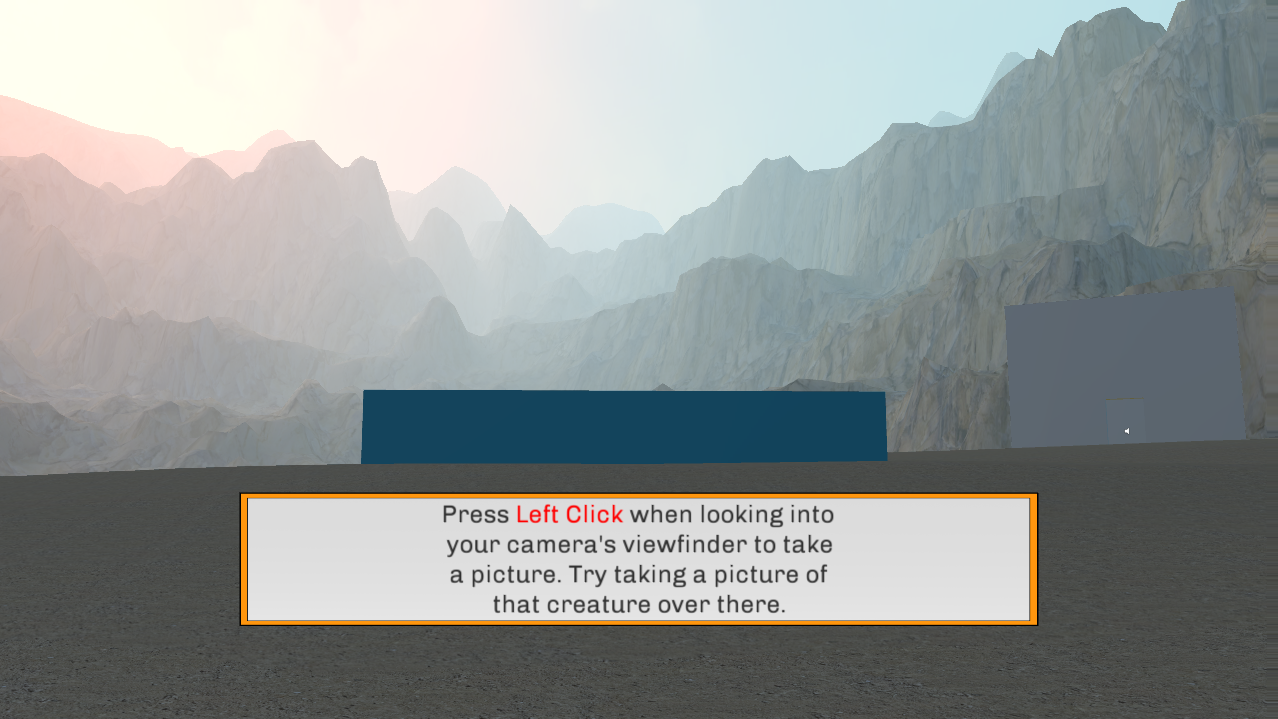 Press Left Click when looking into
your camera's viewfinder to take
a picture. Try taking a picture of
that creature over there.